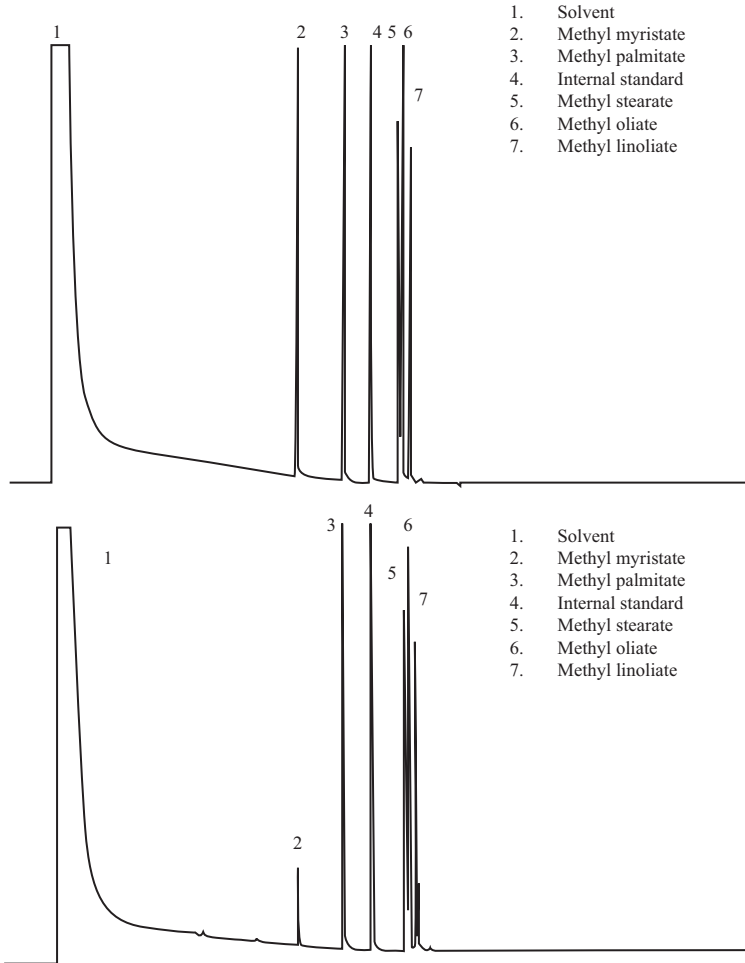 1
2
3
4
5
6
7
1. Solvent
2. Methyl myristate
3. Methyl palmitate
4. Internal standard
5. Methyl stearate
6. Methyl oliate
7. Methyl linoliate
1
2
3
4
5
6
7
1. Solvent
2. Methyl myristate
3. Methyl palmitate
4. Internal standard
5. Methyl stearate
6. Methyl oliate
7. Methyl linoliate